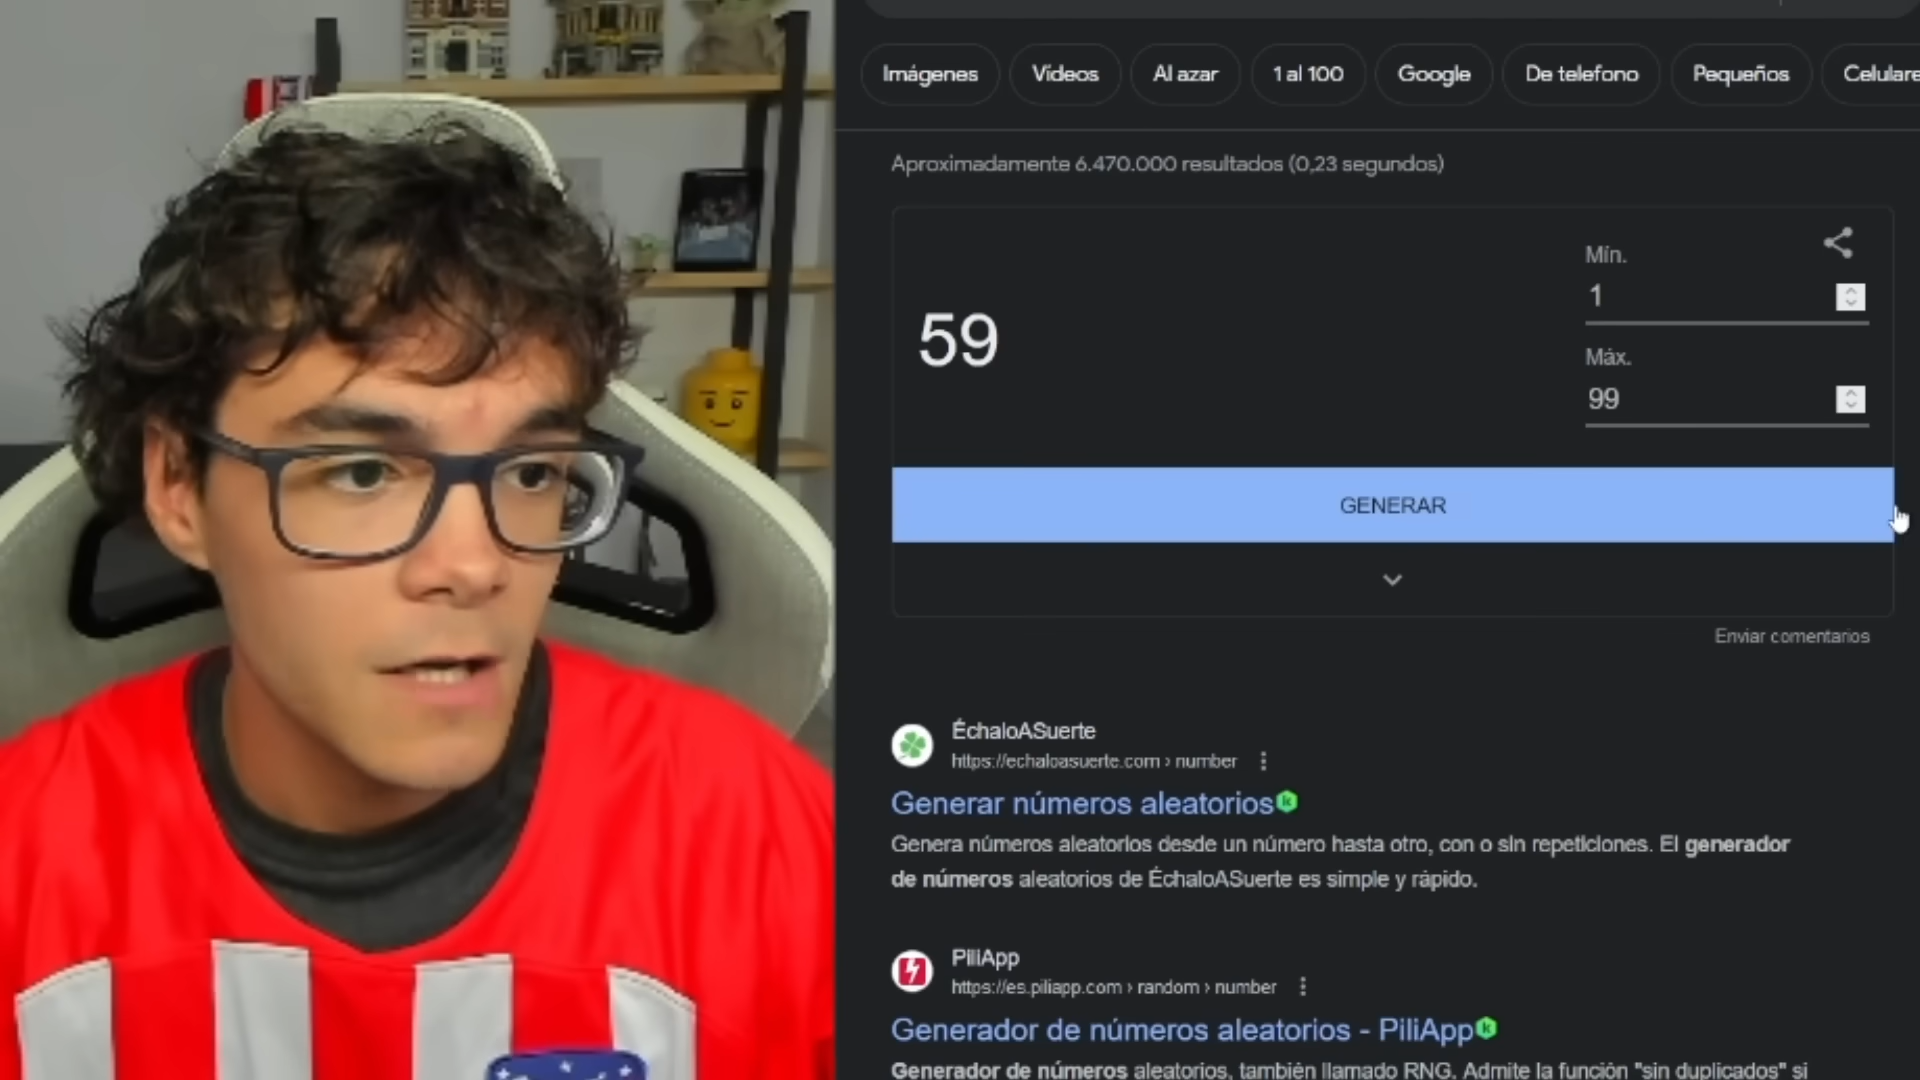 Imágenes
Videos
Al azar
1 al 100
Google
De telefono
Pequeños
Celulare
Aproximadamente 6.470.000 resultados (0,23 segundos)
59
Mín.
1
Máx.
99
GENERAR
Enviar comentarios
ÉchaloASuerte
https://echaloasuerte.com › number
Generar números aleatorios
Genera números aleatorios desde un número hasta otro, con o sin repeticiones. El generador
de números aleatorios de ÉchaloASuerte es simple y rápido.
PiliApp
https://es.piliapp.com › random › number
Generador de números aleatorios - PiliApp
Generador de números aleatorios, también llamado RNG. Admite la función "sin duplicados" si